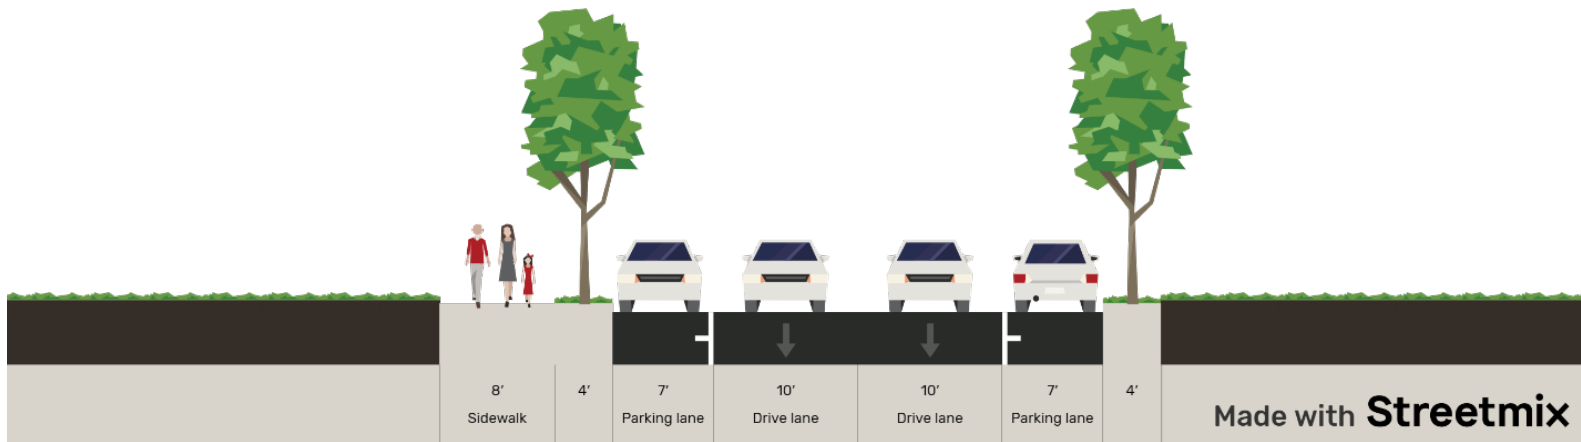 8’ 4’ 7’ 10’ 10’ 7’ 4’
Sidewalk Parking lane Drive lane Drive lane Parking lane
Made with Streetmix